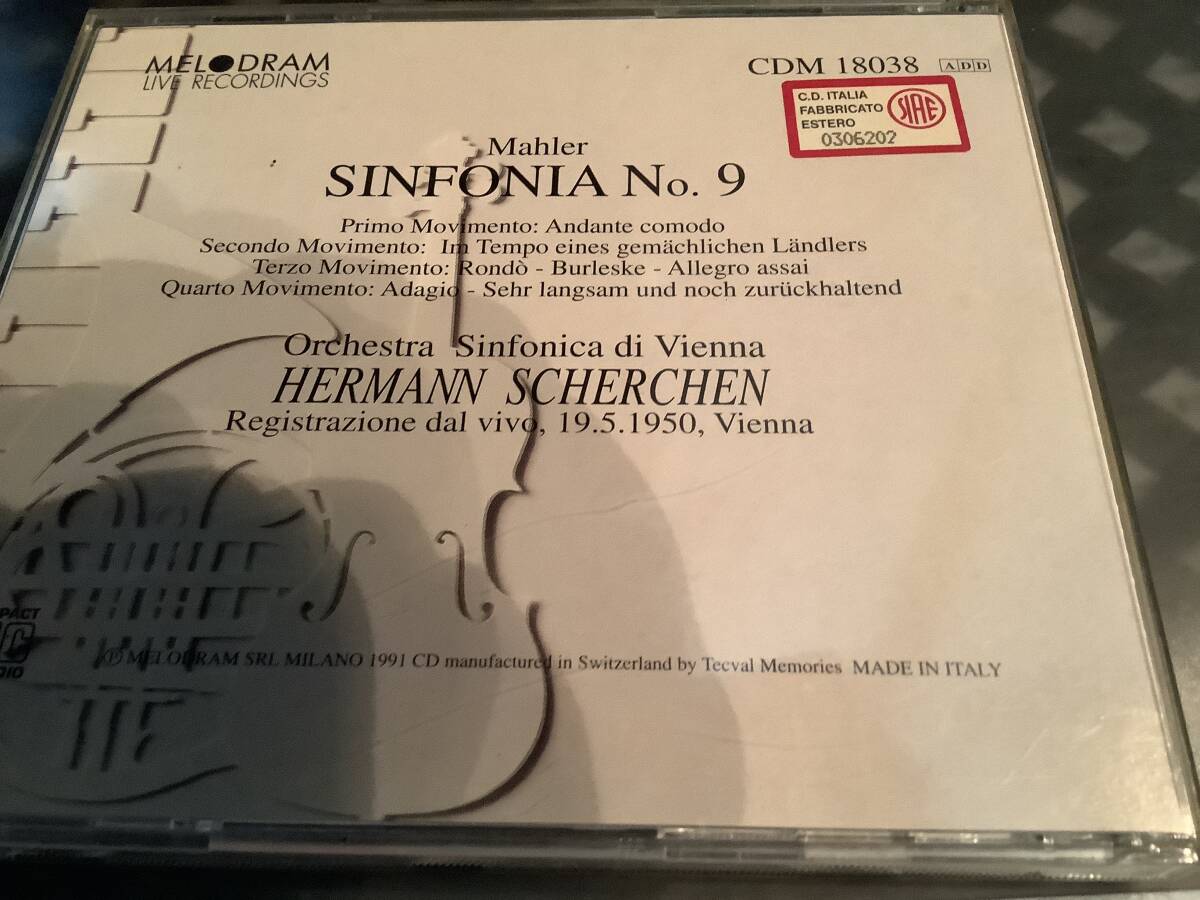 MELODRAM
LIVE RECORDINGS
CDM 18038 ADD
C.D. ITALIA
FABBRICATO
ESTERO
0306202
SIAE
Mahler
SINFONIA No. 9
Primo Movimento: Andante comodo
Secondo Movimento: Im Tempo eines gemächlichen Ländlers
Terzo Movimento: Rondò - Burleske - Allegro assai
Quarto Movimento: Adagio - Sehr langsam und noch zurückhaltend
Orchestra Sinfonica di Vienna
HERMANN SCHERCHEN
Registrazione dal vivo, 19.5.1950, Vienna
℗ MELODRAM SRL MILANO 1991 CD manufactured in Switzerland by Tecval Memories MADE IN ITALY